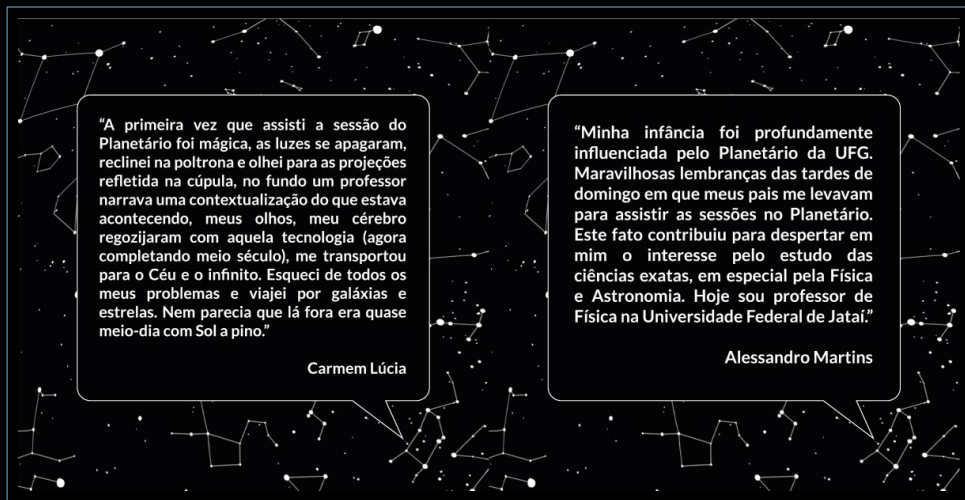 “A primeira vez que assisti a sessão do
Planetário foi mágica, as luzes se apagaram,
reclinei na poltrona e olhei para as projeções
refletida na cúpula, no fundo um professor
narrava uma contextualização do que estava
acontecendo, meus olhos, meu cérebro
regozijaram com aquela tecnologia (agora
completando meio século), me transportou
para o Céu e o infinito. Esqueci de todos os
meus problemas e viajei por galáxias e
estrelas. Nem parecia que lá fora era quase
meio-dia com Sol a pino.”
Carmem Lúcia
“Minha infância foi profundamente
influenciada pelo Planetário da UFG.
Maravilhosas lembranças das tardes de
domingo em que meus pais me levavam
para assistir as sessões no Planetário.
Este fato contribuiu para despertar em
mim o interesse pelo estudo das
ciências exatas, em especial pela Física
e Astronomia. Hoje sou professor de
Física na Universidade Federal de Jataí.”
Alessandro Martins